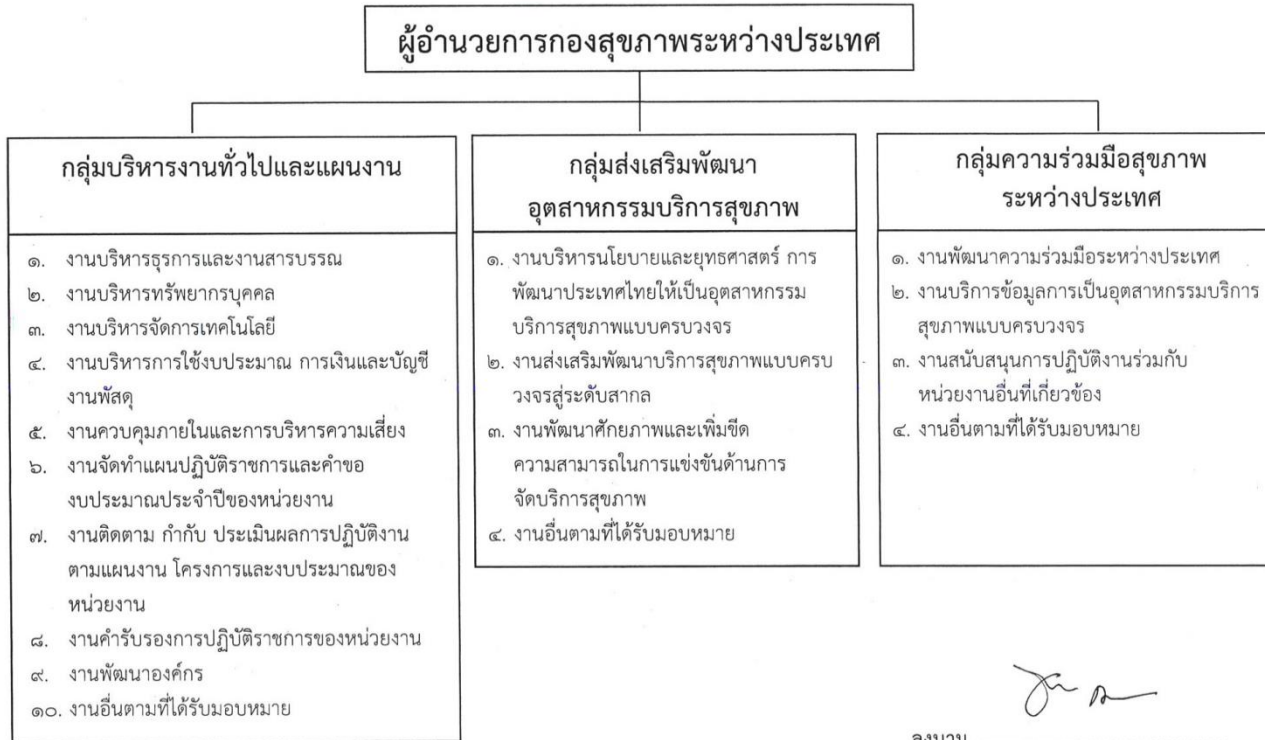 ผู้อำนวยการกองสุขภาพระหว่างประเทศ
กลุ่มบริหารงานทั่วไปและแผนงาน
๑. งานบริหารธุรการและงานสารบรรณ
๒. งานบริหารทรัพยากรบุคคล
๓. งานบริหารจัดการเทคโนโลยี
๔. งานบริหารการใช้งบประมาณ การเงินและบัญชี
งานพัสดุ
๕. งานควบคุมภายในและการบริหารความเสี่ยง
๖. งานจัดทำแผนปฏิบัติราชการและคำขอ
งบประมาณประจำปีของหน่วยงาน
๗. งานติดตาม กำกับ ประเมินผลการปฏิบัติงาน
ตามแผนงาน โครงการและงบประมาณของ
หน่วยงาน
๘. งานคำรับรองการปฏิบัติราชการของหน่วยงาน
๙. งานพัฒนาองค์กร
๑๐. งานอื่นตามที่ได้รับมอบหมาย
กลุ่มส่งเสริมพัฒนา
อุตสาหกรรมบริการสุขภาพ
๑. งานบริหารนโยบายและยุทธศาสตร์ การ
พัฒนาประเทศไทยให้เป็นอุตสาหกรรม
บริการสุขภาพแบบครบวงจร
๒. งานส่งเสริมพัฒนาบริการสุขภาพแบบครบ
วงจรสู่ระดับสากล
๓. งานพัฒนาศักยภาพและเพิ่มขีด
ความสามารถในการแข่งขันด้านการ
จัดบริการสุขภาพ
๔. งานอื่นตามที่ได้รับมอบหมาย
กลุ่มความร่วมมือสุขภาพ
ระหว่างประเทศ
๑. งานพัฒนาความร่วมมือระหว่างประเทศ
๒. งานบริการข้อมูลการเป็นอุตสาหกรรมบริการ
สุขภาพแบบครบวงจร
๓. งานสนับสนุนการปฏิบัติงานร่วมกับ
หน่วยงานอื่นที่เกี่ยวข้อง
๔. งานอื่นตามที่ได้รับมอบหมาย